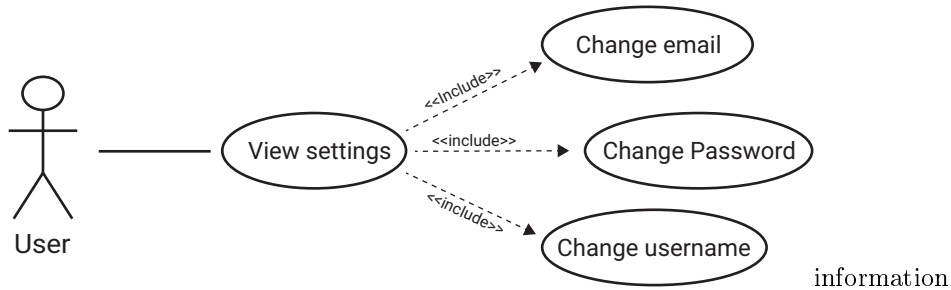 Change email
<<Include>>
<<include>>
View settings
Change Password
<<include>>
User
Change username
information